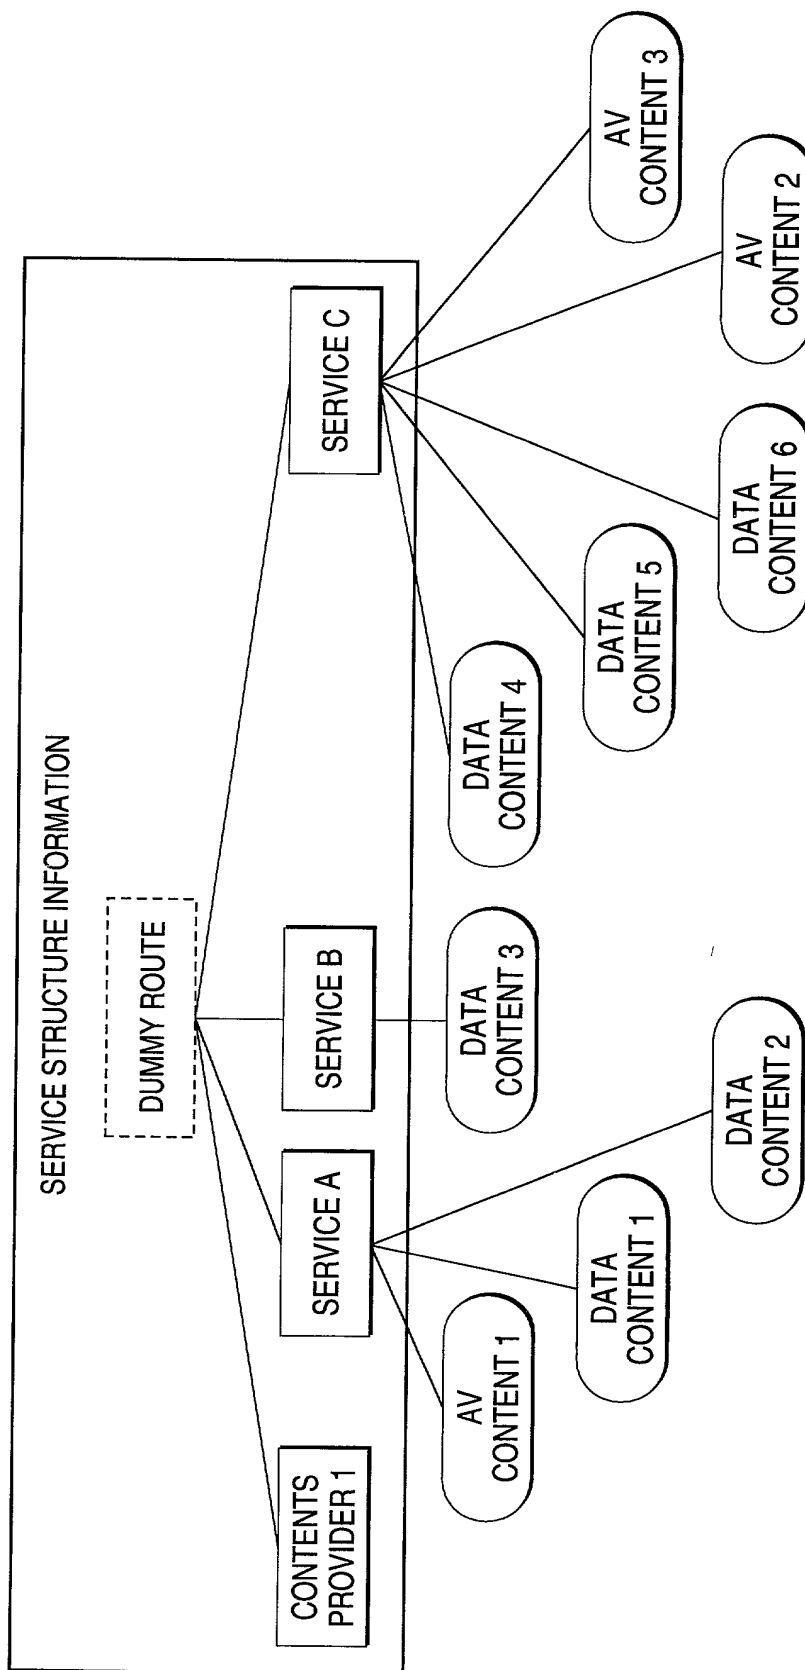 SERVICE STRUCTURE INFORMATION
DUMMY ROUTE
CONTENTS
PROVIDER 1
SERVICE A
SERVICE B
SERVICE C
AV
CONTENT 1
DATA
CONTENT 1
DATA
CONTENT 2
DATA
CONTENT 3
DATA
CONTENT 4
DATA
CONTENT 5
DATA
CONTENT 6
AV
CONTENT 2
AV
CONTENT 3